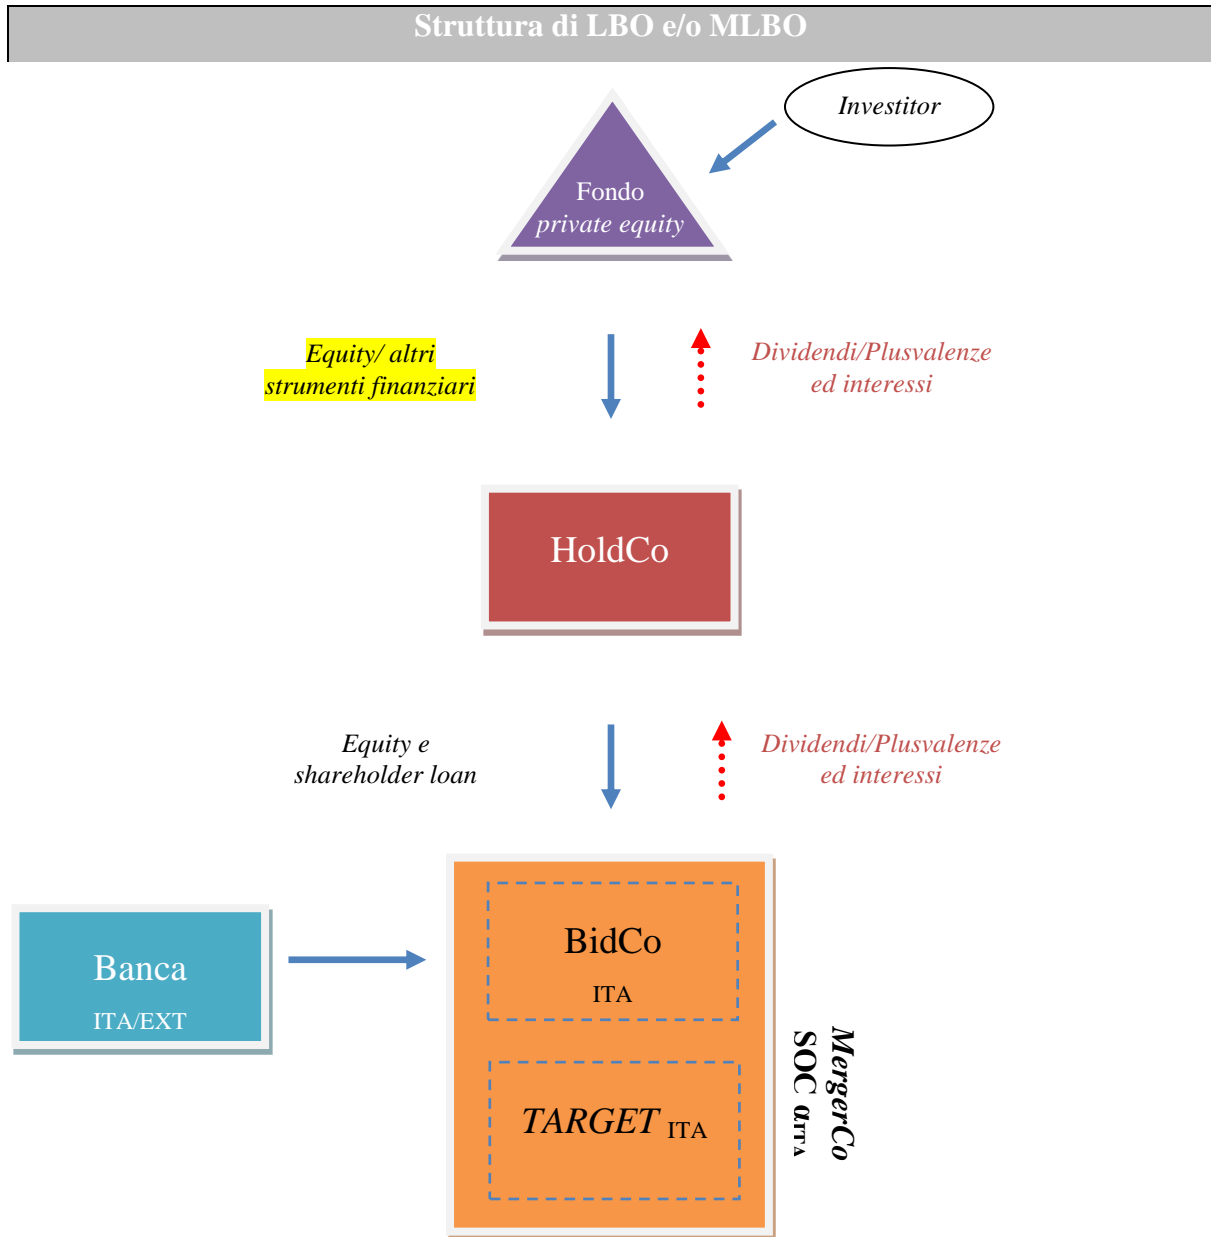 Struttura di LBO e/o MLBO
Investitor
Fondo
private equity
Equity/ altri
strumenti finanziari
Dividendi/Plusvalenze
ed interessi
HoldCo
Equity e
shareholder loan
Dividendi/Plusvalenze
ed interessi
Banca
ITA/EXT
BidCo
ITA
TARGET ITA
MergerCo
SOC αITA